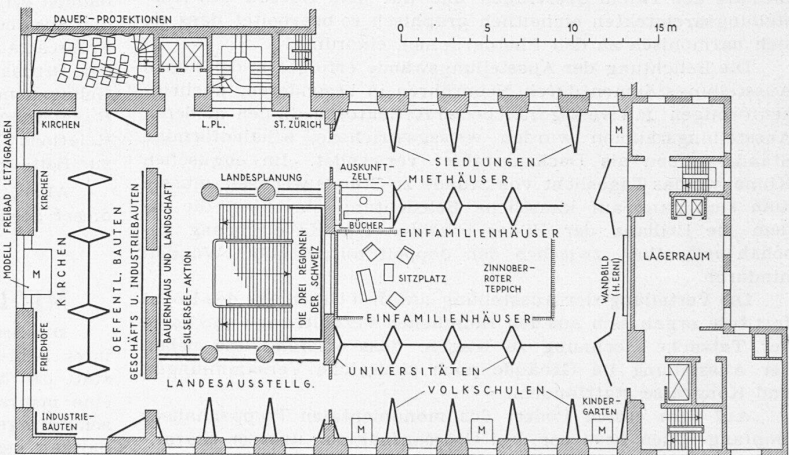 DAUER-PROJEKTIONEN
0 5 10 15 m
KIRCHEN
L.PL.
ST. ZÜRICH
M
SIEDLUNGEN
MIETHÄUSER
AUSKUNFT-
ZELT
BÜCHER
LANDESPLANUNG
MODELL FREIBAD LETZIGRABEN
KIRCHEN
M
KIRCHEN
OEFFENTL. BAUTEN
GESCHÄFTS U. INDUSTRIEBAUTEN
BAUERNHAUS UND LANDSCHAFT
SILSERSEE-AKTION
DIE DREI REGIONEN
DER SCHWEIZ
EINFAMILIENHÄUSER
SITZPLATZ
ZINNOBER-
ROTER
TEPPICH
WANDBILD
(H.ERNI)
LAGERRAUM
EINFAMILIENHÄUSER
FRIEDHÖFE
UNIVERSITÄTEN
LANDESAUSSTELLG.
VOLKSCHULEN
KINDER-
GARTEN
INDUSTRIE-
BAUTEN
M
M
M